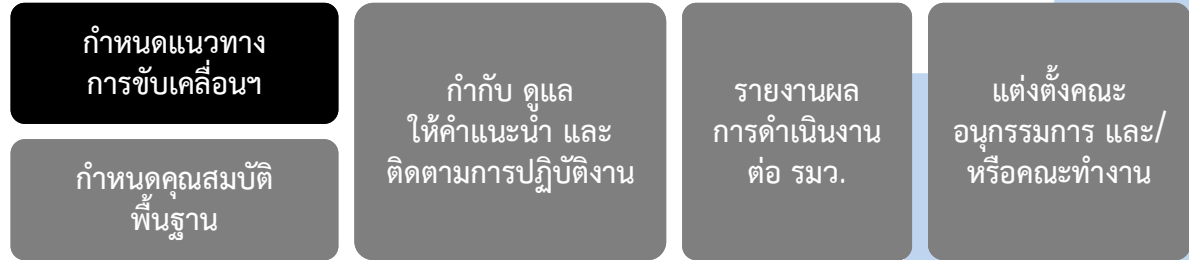 กำหนดแนวทาง
การขับเคลื่อนฯ
กำหนดคุณสมบัติ
พื้นฐาน
กำกับ ดูแล
ให้คำแนะนำ และ
ติดตามการปฏิบัติงาน
รายงานผล
การดำเนินงาน
ต่อ รมว.
แต่งตั้งคณะ
อนุกรรมการ และ/
หรือคณะทำงาน